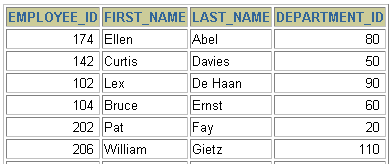 EMPLOYEE_ID FIRST_NAME LAST_NAME DEPARTMENT_ID
174 Ellen Abel 80
142 Curtis Davies 50
102 Lex De Haan 90
104 Bruce Ernst 60
202 Pat Fay 20
206 William Gietz 110